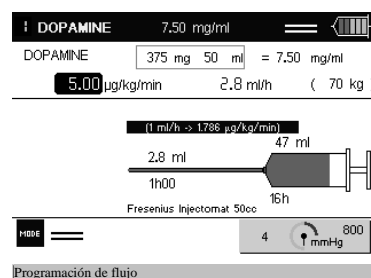 DOPAMINE 7.50 mg/ml
DOPAMINE 375 mg 50 ml = 7.50 mg/ml
5.00 µg/kg/min 2.8 ml/h ( 70 kg
(1 ml/h -> 1.786 µg/kg/min)
47 ml
2.8 ml
1h00
16h
Fresenius Injectomat 50cc
MODE 4 mmHg 800
Programación de flujo